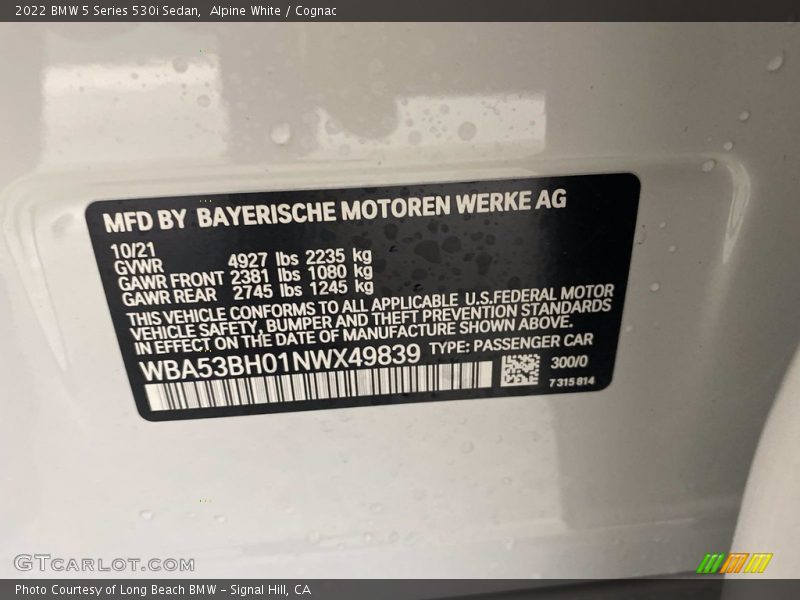 2022 BMW 5 Series 530i Sedan,  Alpine White / Cognac
MFD BY BAYERISCHE MOTOREN WERKE AG
10/21
GVWR 4927 lbs 2235 kg
GAWR FRONT 2381 lbs 1080 kg
GAWR REAR 2745 lbs 1245 kg
THIS VEHICLE CONFORMS TO ALL APPLICABLE U.S.FEDERAL MOTOR
VEHICLE SAFETY, BUMPER AND THEFT PREVENTION STANDARDS
IN EFFECT ON THE DATE OF MANUFACTURE SHOWN ABOVE.
WBA53BH01NWX49839 TYPE: PASSENGER CAR
300/0
7315814
GTcarlot.com
Photo Courtesy of Long Beach BMW - Signal Hill, CA